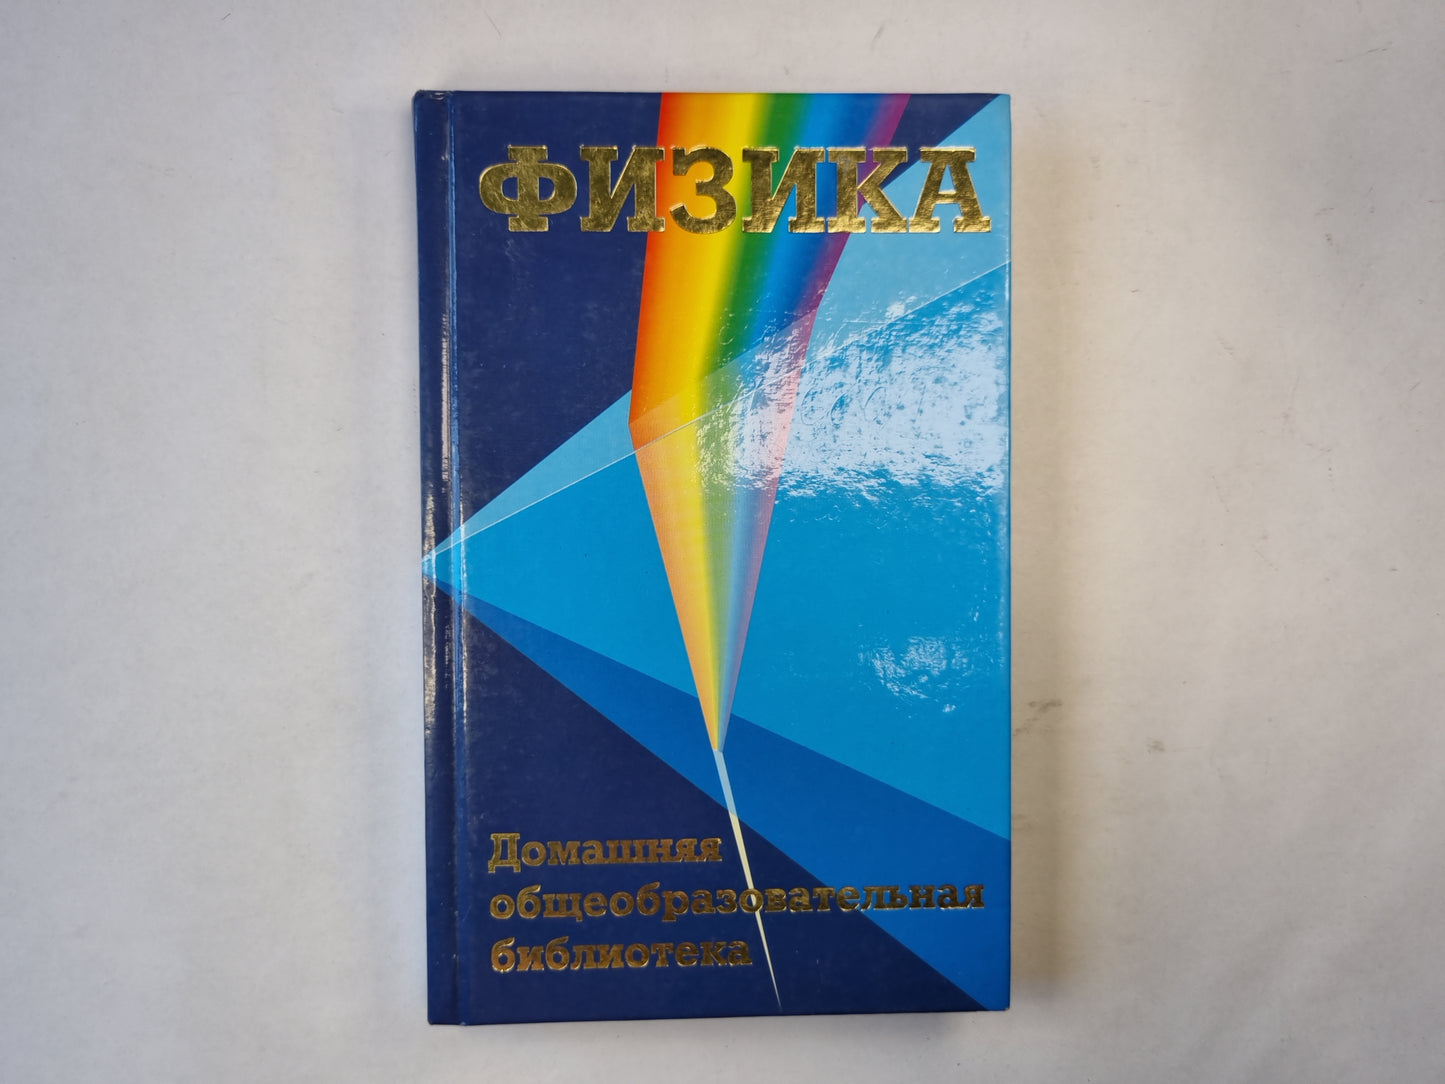 ФИЗИКА
Домашняя
общеобразовательная
библиотека